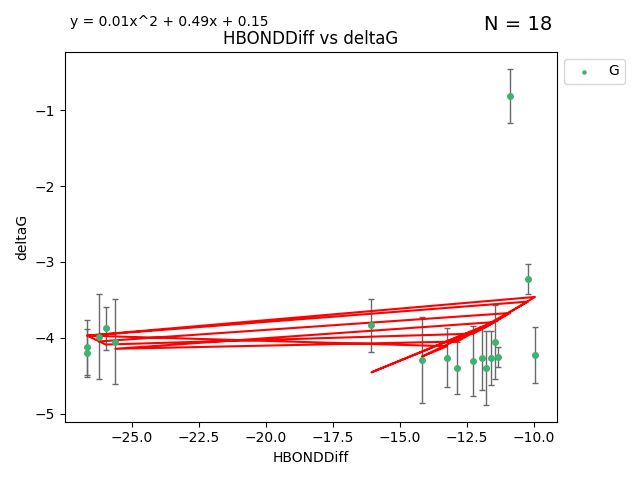 y = 0.01x^2 + 0.49x + 0.15
N = 18
HBONDDiff vs deltaG
G
deltaG
−1
−2
−3
−4
−5
−25.0 −22.5 −20.0 −17.5 −15.0 −12.5 −10.0
HBONDDiff